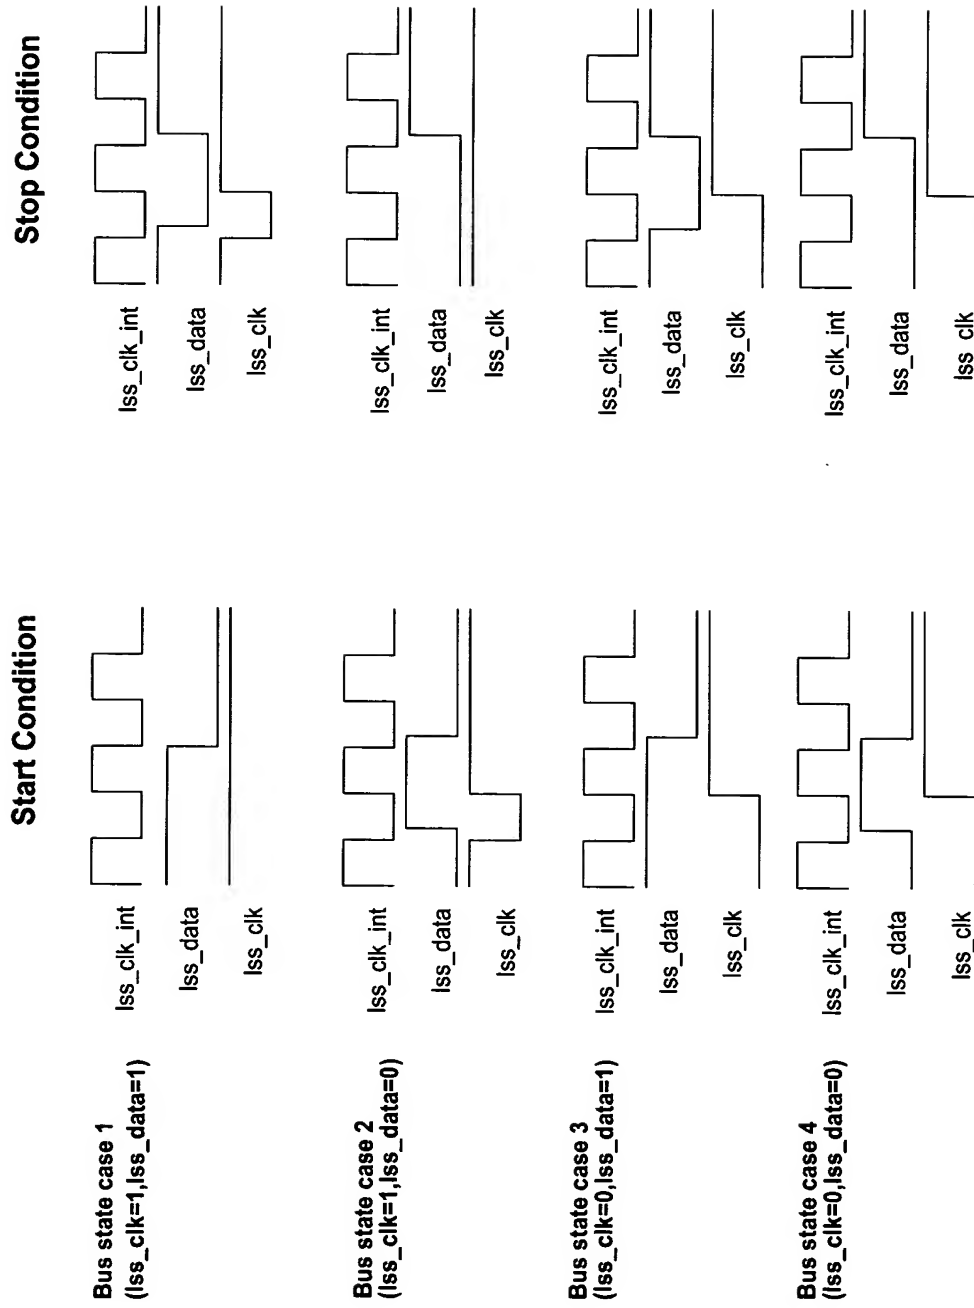 Start Condition
Stop Condition
Bus state case 1
(lss_clk=1,lss_data=1)
lss_clk_int
lss_data
lss_clk
lss_clk_int
lss_data
lss_clk
Bus state case 2
(lss_clk=1,lss_data=0)
lss_clk_int
lss_data
lss_clk
lss_clk_int
lss_data
lss_clk
Bus state case 3
(lss_clk=0,lss_data=1)
lss_clk_int
lss_data
lss_clk
lss_clk_int
lss_data
lss_clk
Bus state case 4
(lss_clk=0,lss_data=0)
lss_clk_int
lss_data
lss_clk
lss_clk_int
lss_data
lss clk